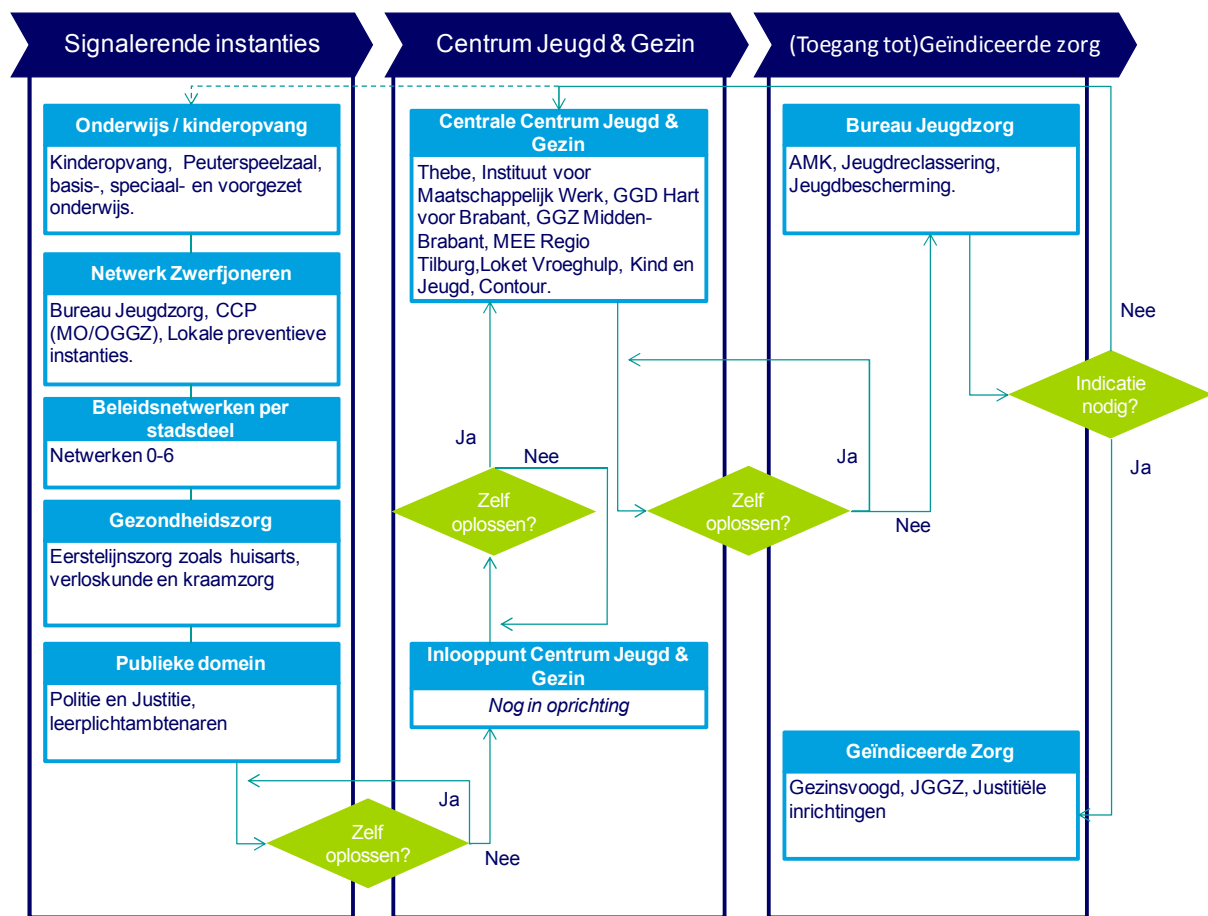 Signalerende instanties
Centrum Jeugd & Gezin
(Toegang tot)Geïndiceerde zorg
Onderwijs / kinderopvang
Kinderopvang, Peuterspeelzaal,
basis-, speciaal- en voorgezet
onderwijs.
Netwerk Zwerfjoneren
Bureau Jeugdzorg, CCP
(MO/OGGZ), Lokale preventieve
instanties.
Beleidsnetwerken per
stadsdeel
Netwerken 0-6
Gezondheidszorg
Eerstelijnszorg zoals huisarts,
verloskunde en kraamzorg
Publieke domein
Politie en Justitie,
leerplichtambtenaren
Ja
Zelf
oplossen?
Nee
Centrale Centrum Jeugd &
Gezin
Thebe, Instituut voor
Maatschappelijk Werk, GGD Hart
voor Brabant, GGZ Midden-
Brabant, MEE Regio
Tilburg,Loket Vroeghulp, Kind en
Jeugd, Contour.
Ja
Nee
Zelf
oplossen?
Inlooppunt Centrum Jeugd &
Gezin
Nog in oprichting
Zelf
oplossen?
Ja
Nee
Bureau Jeugdzorg
AMK, Jeugdreclassering,
Jeugdbescherming.
Nee
Indicatie
nodig?
Ja
Geïndiceerde Zorg
Gezinsvoogd, JGGZ, Justitiële
inrichtingen